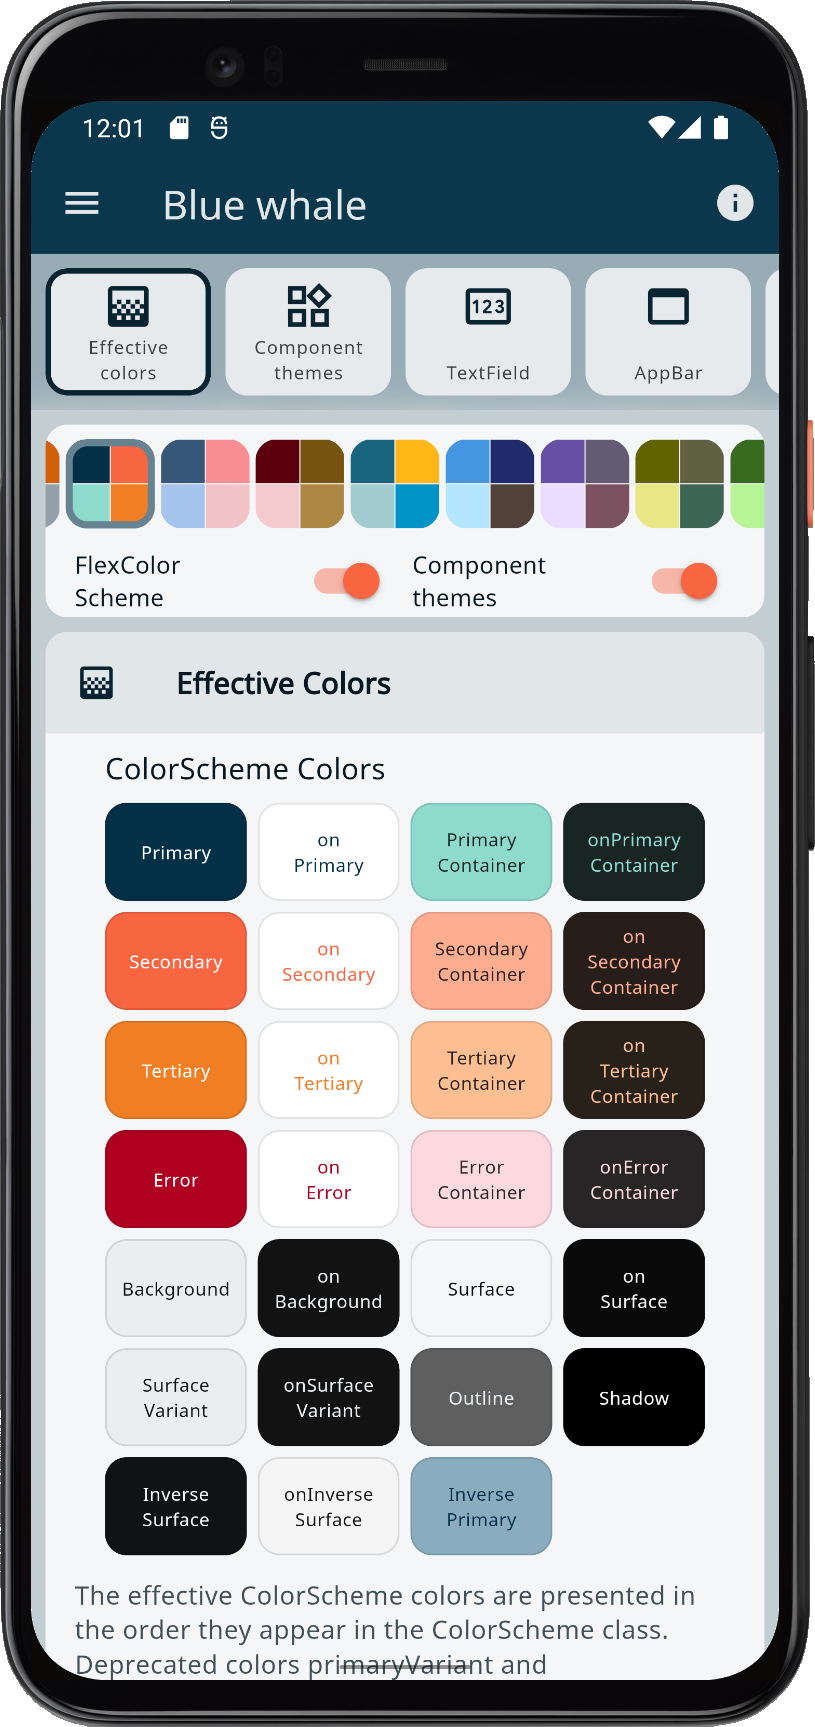 12:01
Blue whale
Effective
colors
Component
themes
123
TextField
AppBar
FlexColor
Scheme
Component
themes
Effective Colors
ColorScheme Colors
Primary
on
Primary
Primary
Container
onPrimary
Container
Secondary
on
Secondary
Secondary
Container
on
Secondary
Container
Tertiary
on
Tertiary
Tertiary
Container
on
Tertiary
Container
Error
on
Error
Error
Container
onError
Container
Background
on
Background
Surface
on
Surface
Surface
Variant
onSurface
Variant
Outline
Shadow
Inverse
Surface
onInverse
Surface
Inverse
Primary
The effective ColorScheme colors are presented in
the order they appear in the ColorScheme class.
Deprecated colors primaryVariant and